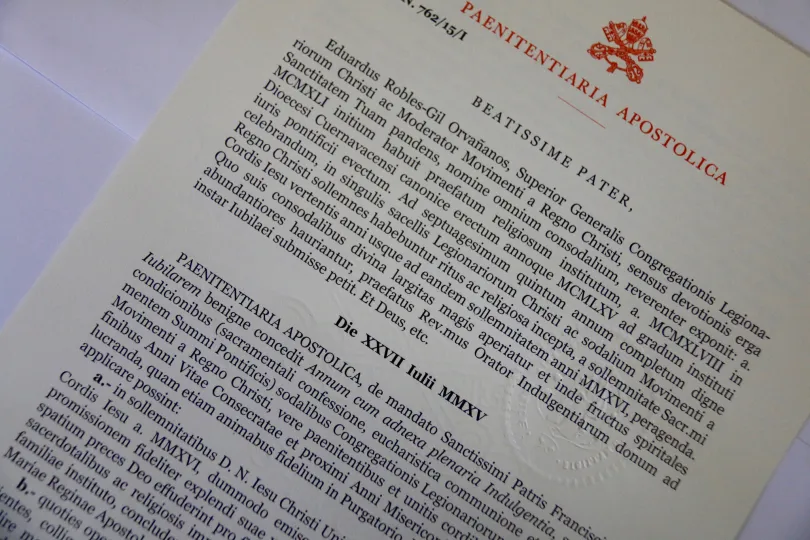 N. 762/15/I
PAENITENTIARIA APOSTOLICA
BEATISSIME PATER,
Eduardus Robles-Gil Orvañanos, Superior Generalis Congregationis Legiona-
riorum Christi ac Moderator Movimenti a Regno Christi, sensus devotionis erga
Sanctitatem Tuam pandens, nomine omnium consodalium, reverenter exponit: a.
MCMXLI initium habuit praefatum religiosum institutum, a. MCMXLVIII in
Dioecesi Cuernavacensi canonice erectum annoque MCMLXV ad gradum instituti
iuris pontificii evectum. Ad septuagesimum quintum annum completum digne
celebrandum, in singulis sacellis Legionariorum Christi ac sodalium Movimenti a
Regno Christi sollemnes habebuntur ritus ac religiosa incepta, a sollemnitate Sacr.mi
Cordis Iesu vertentis anni usque ad eandem sollemnitatem anni MMXVI, peragenda.
Quo suis consodalibus divina largitas magis aperiatur et inde fructus spiritales
abundantiores hauriantur, praefatus Rev.mus Orator Indulgentiarum donum ad
instar Iubilaei submisse petit. Et Deus, etc.
Die XXVII Iulii MMXV
PAENITENTIARIA APOSTOLICA, de mandato Sanctissimi Patris Francisci
Iubilarem benigne concedit Annum cum adnexa plenaria Indulgentia,
condicionibus (sacramentali confessione, eucharistica communione et
mentem Summi Pontificis) sodalibus Congregationis Legionariorum
Movimenti a Regno Christi, vere paenitentibus et unitis
lucranda, quam etiam animabus fidelium in Purgatorio
finibus Anni Vitae Consecratae et proximi Anni
applicare possint:
a.- in sollemnitatibus D. N. Iesu Christi
Cordis Iesu a. MMXVI, dummodo
promissionem fideliter explendi suae
spatium preces Deo effuderint pro
sacerdotalibus ac religiosis
familiae instituto,
Mariae Reginae
b.- quoties